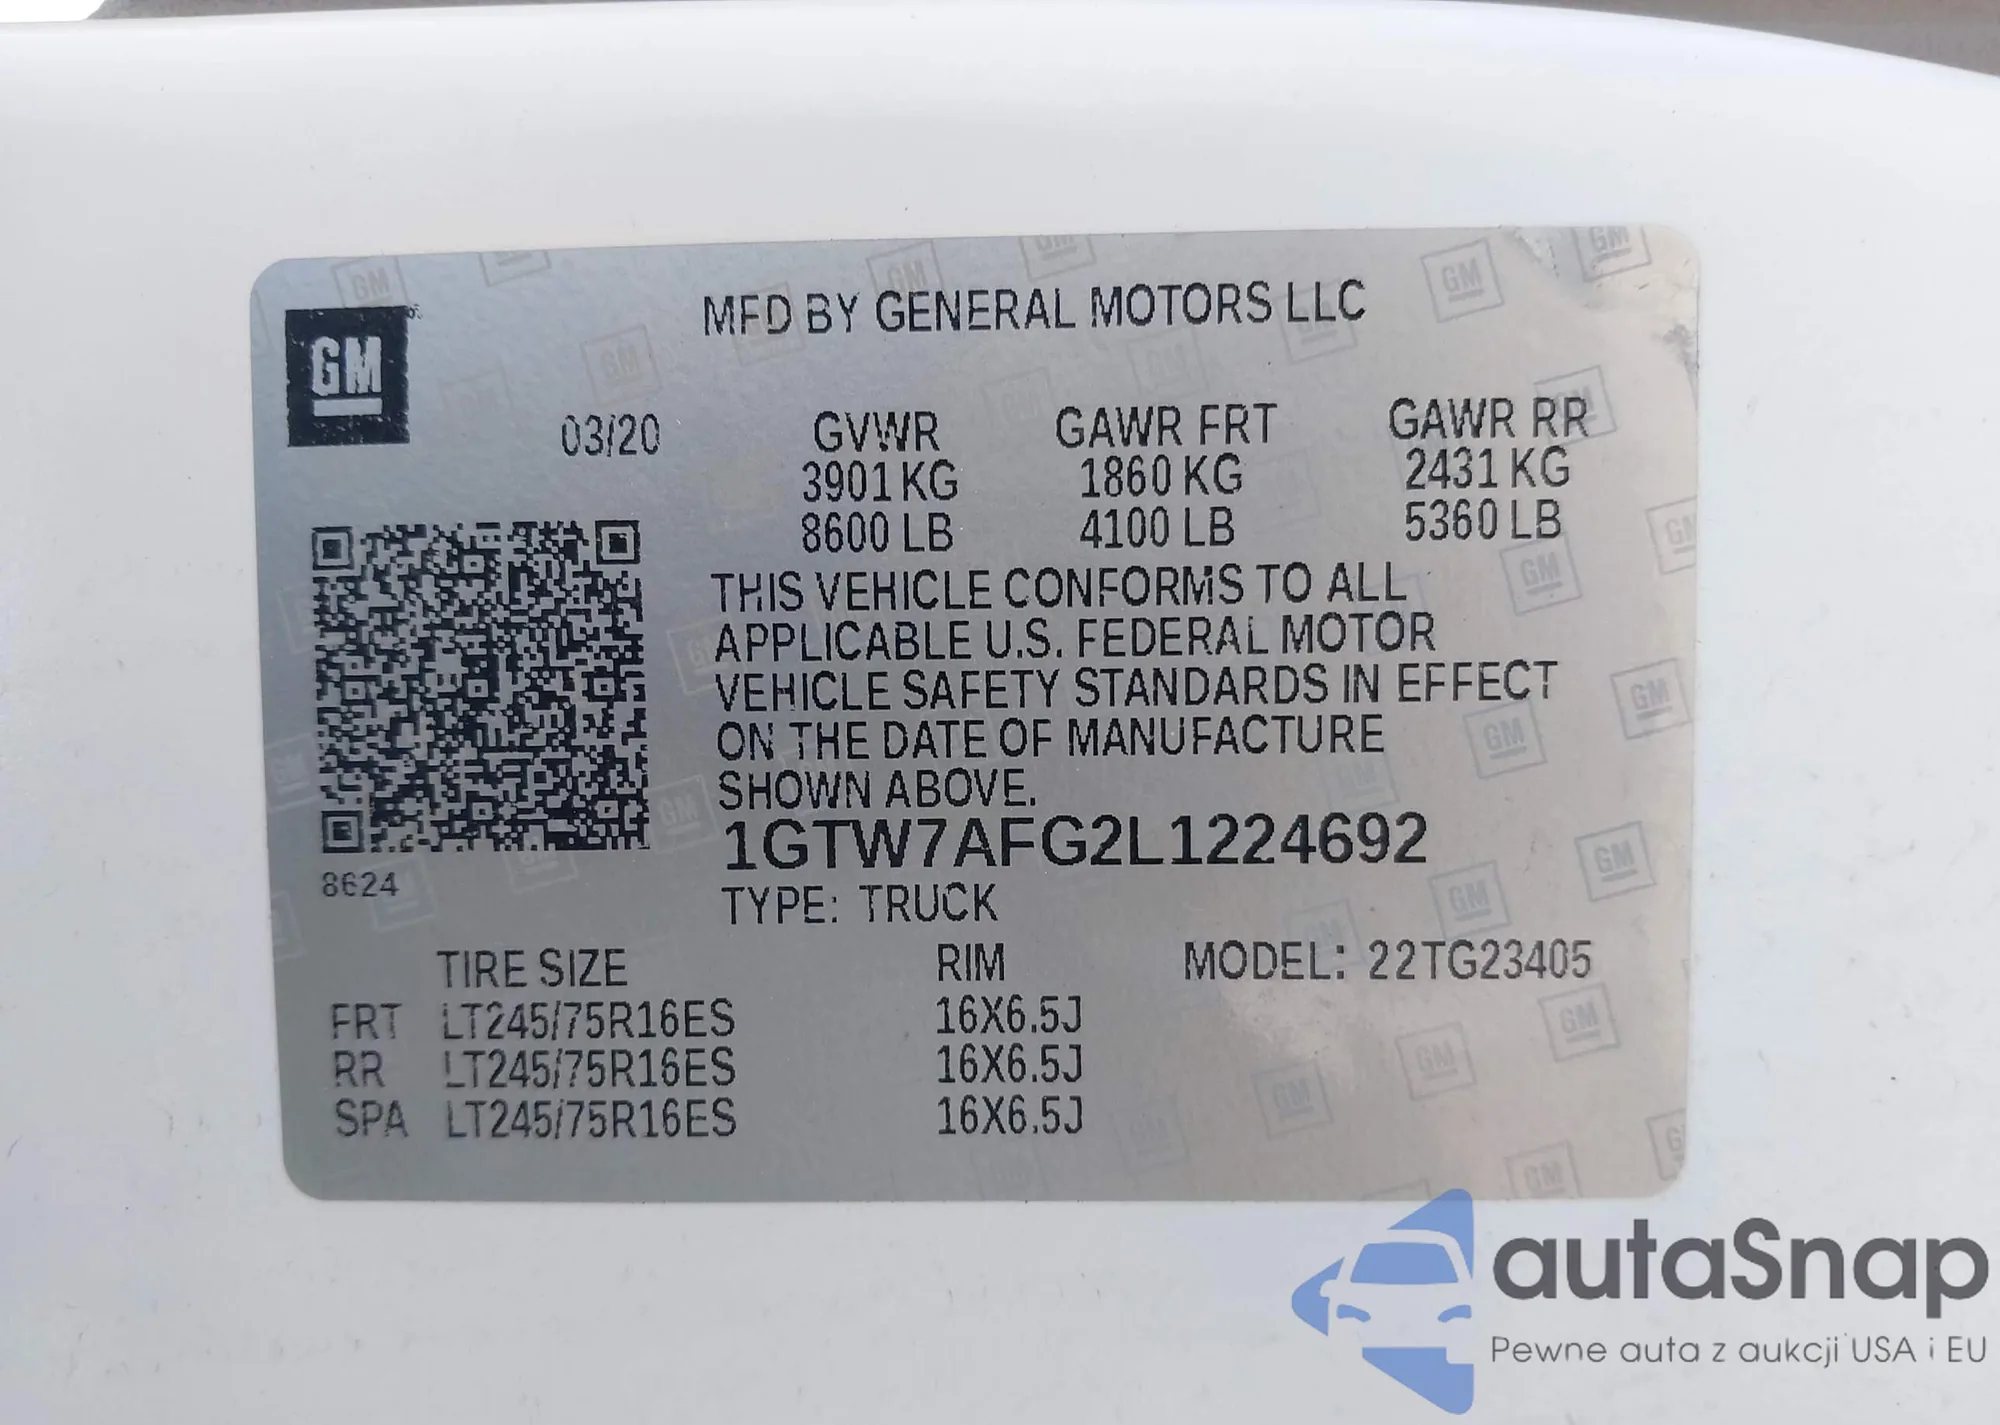 GM
MFD BY GENERAL MOTORS LLC
03/20
GVWR GAWR FRT GAWR RR
3901 KG 1860 KG 2431 KG
8600 LB 4100 LB 5360 LB
THIS VEHICLE CONFORMS TO ALL
APPLICABLE U.S. FEDERAL MOTOR
VEHICLE SAFETY STANDARDS IN EFFECT
ON THE DATE OF MANUFACTURE
SHOWN ABOVE.
1GTW7AFG2L1224692
8624
TYPE: TRUCK
TIRE SIZE RIM MODEL: 22TG23405
FRT LT245/75R16ES 16X6.5J
RR LT245/75R16ES 16X6.5J
SPA LT245/75R16ES 16X6.5J
autaSnap
Pewne auta z aukcji USA i EU